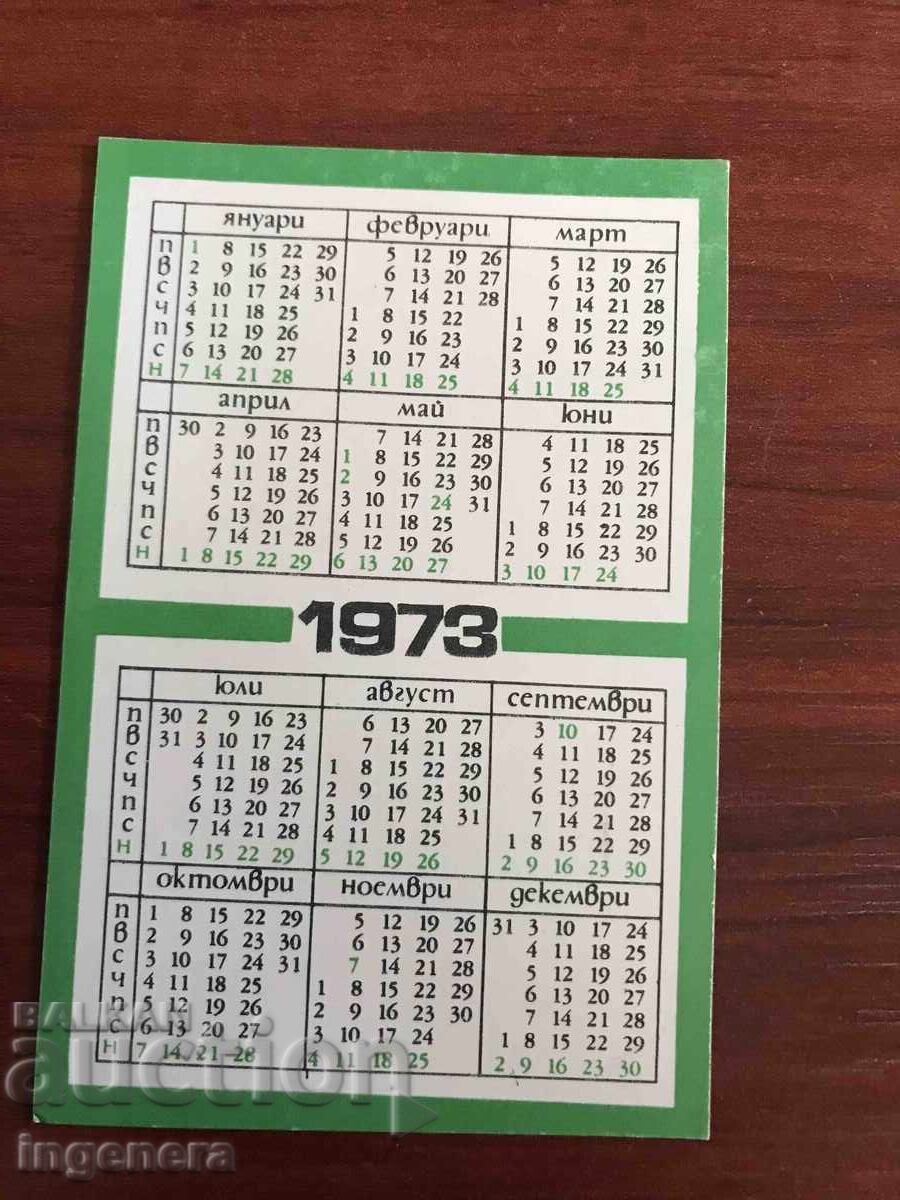 януари февруари март
п 1 8 15 22 29 5 12 19 26 5 12 19 26
в 2 9 16 23 30 6 13 20 27 6 13 20 27
с 3 10 17 24 31 7 14 21 28 7 14 21 28
ч 4 11 18 25 1 8 15 22 1 8 15 22 29
п 5 12 19 26 2 9 16 23 2 9 16 23 30
с 6 13 20 27 3 10 17 24 3 10 17 24 31
н 7 14 21 28 4 11 18 25 4 11 18 25
април май юни
п 30 2 9 16 23 7 14 21 28 4 11 18 25
в 3 10 17 24 1 8 15 22 29 5 12 19 26
с 4 11 18 25 2 9 16 23 30 6 13 20 27
ч 5 12 19 26 3 10 17 24 31 7 14 21 28
п 6 13 20 27 4 11 18 25 1 8 15 22 29
с 7 14 21 28 5 12 19 26 2 9 16 23 30
н 1 8 15 22 29 6 13 20 27 3 10 17 24
1973
юли август септември
п 30 2 9 16 23 6 13 20 27 3 10 17 24
в 31 3 10 17 24 7 14 21 28 4 11 18 25
с 4 11 18 25 1 8 15 22 29 5 12 19 26
ч 5 12 19 26 2 9 16 23 30 6 13 20 27
п 6 13 20 27 3 10 17 24 31 7 14 21 28
с 7 14 21 28 4 11 18 25 1 8 15 22 29
н 1 8 15 22 29 5 12 19 26 2 9 16 23 30
октомври ноември декември
п 1 8 15 22 29 5 12 19 26 31 3 10 17 24
в 2 9 16 23 30 6 13 20 27 4 11 18 25
с 3 10 17 24 31 7 14 21 28 5 12 19 26
ч 4 11 18 25 1 8 15 22 29 6 13 20 27
п 5 12 19 26 2 9 16 23 30 7 14 21 28
с 6 13 20 27 3 10 17 24 1 8 15 22 29
н 7 14 21 28 4 11 18 25 2 9 16 23 30
BALKAN
auction
ingenera